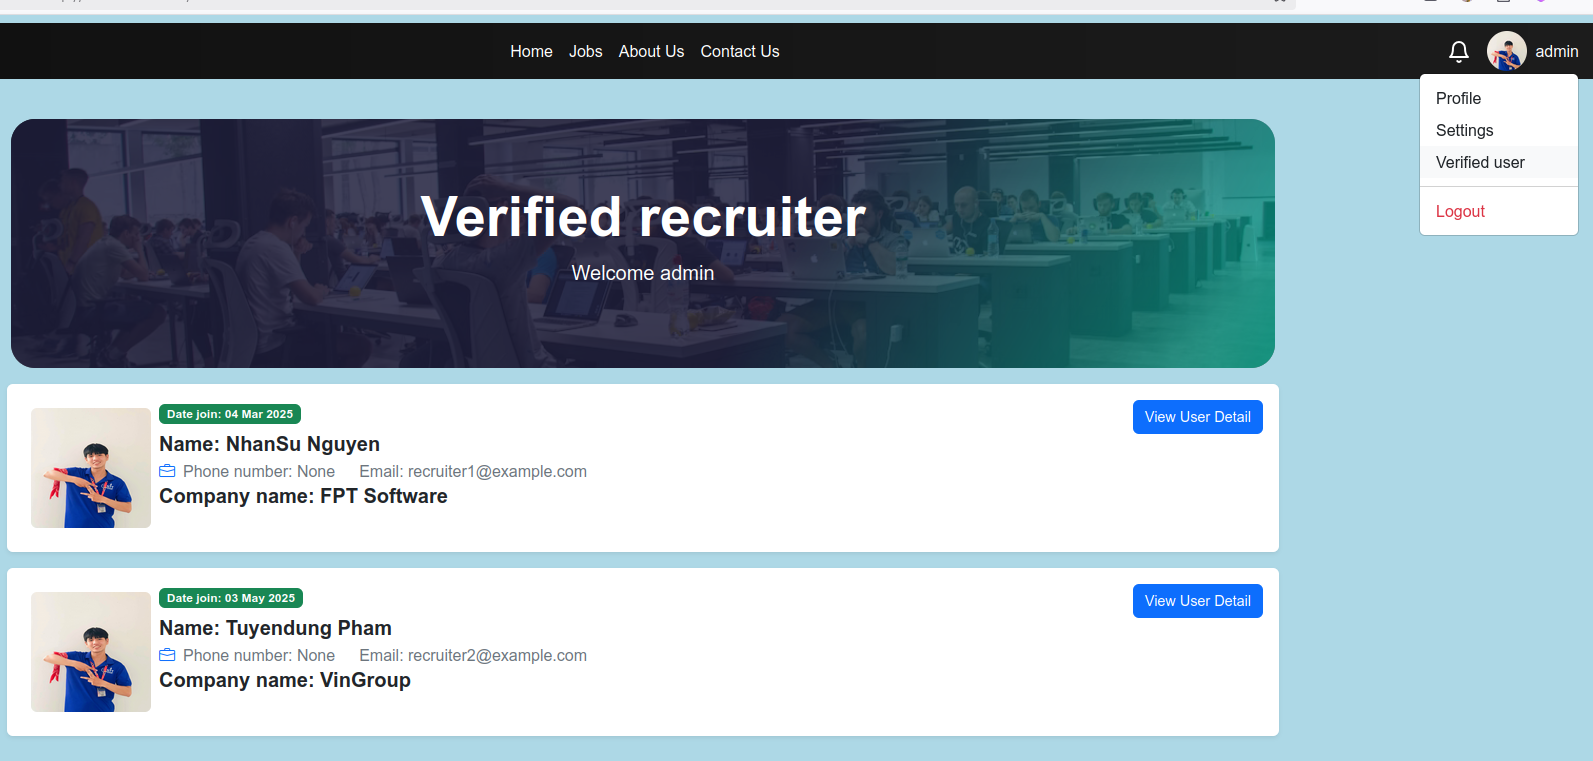 Home Jobs About Us Contact Us admin
Profile
Settings
Verified user
Logout
Verified recruiter
Welcome admin
Date join: 04 Mar 2025
View User Detail
Name: NhanSu Nguyen
Phone number: None Email: recruiter1@example.com
Company name: FPT Software
Date join: 03 May 2025
View User Detail
Name: Tuyendung Pham
Phone number: None Email: recruiter2@example.com
Company name: VinGroup